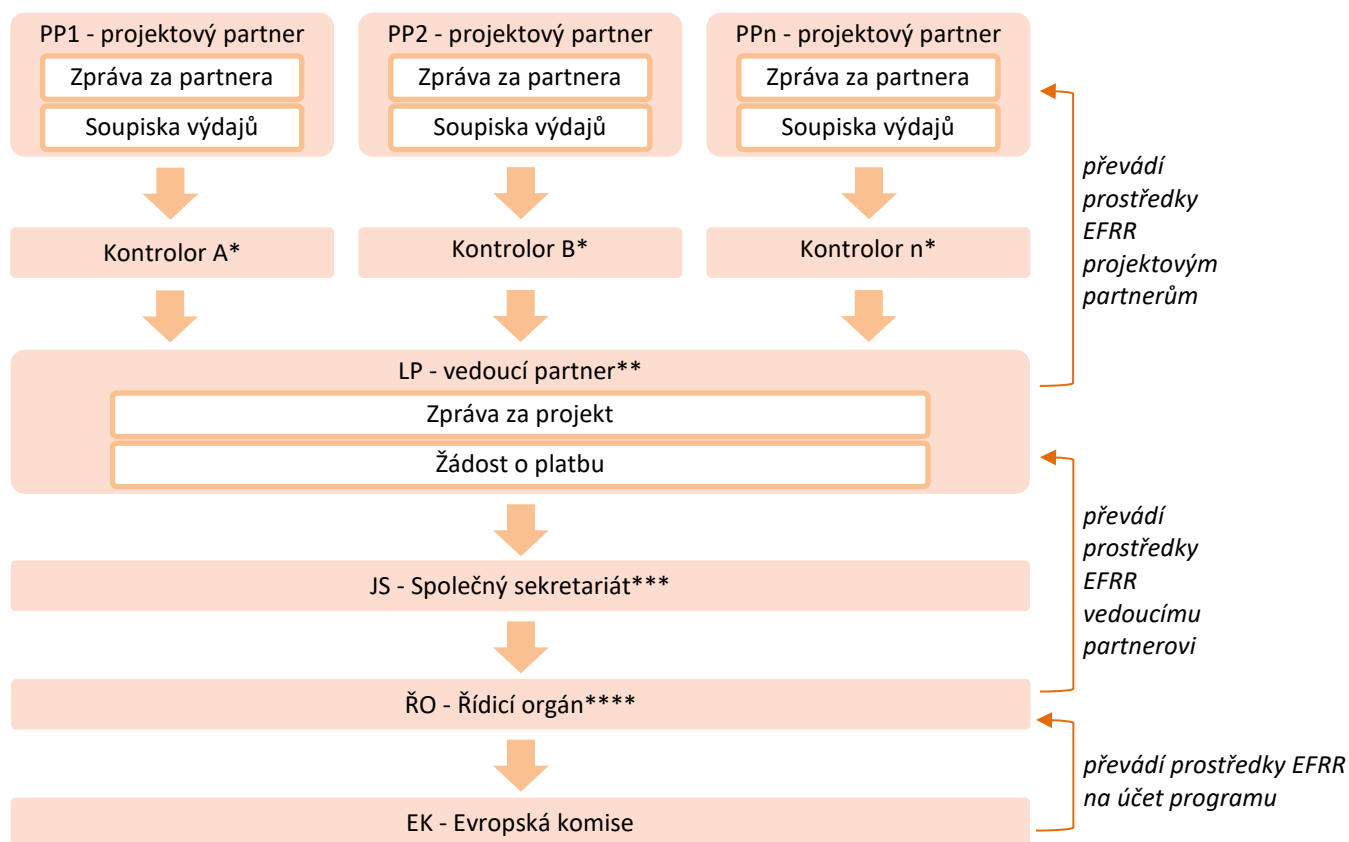 PP1 - projektový partner
Zpráva za partnera
Soupiska výdajů
PP2 - projektový partner
Zpráva za partnera
Soupiska výdajů
PPn - projektový partner
Zpráva za partnera
Soupiska výdajů
Kontrolor A*
Kontrolor B*
Kontrolor n*
převádí
prostředky
EFRR
projektovým
partnerům
LP - vedoucí partner**
Zpráva za projekt
Žádost o platbu
převádí
prostředky
EFRR
vedoucímu
partnerovi
JS - Společný sekretariát***
ŘO - Řídicí orgán****
převádí prostředky EFRR
na účet programu
EK - Evropská komise